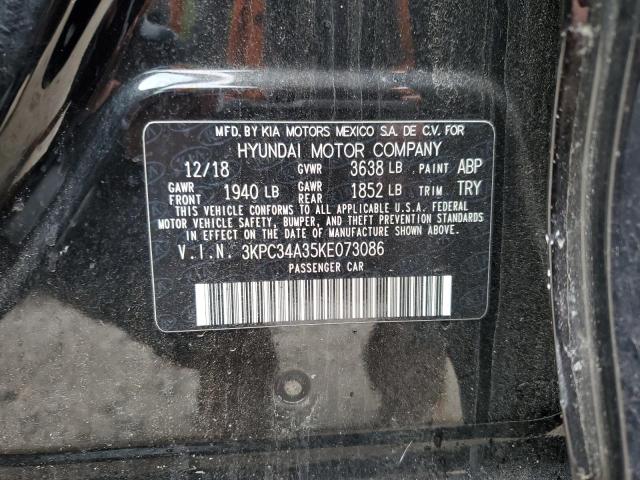 MFD. BY KIA MOTORS MEXICO S.A. DE C.V. FOR
HYUNDAI MOTOR COMPANY
12/18 GVWR 3638 LB PAINT ABP
GAWR FRONT 1940 LB GAWR REAR 1852 LB TRIM TRY
THIS VEHICLE CONFORMS TO ALL APPLICABLE U.S.A. FEDERAL
MOTOR VEHICLE SAFETY, BUMPER, AND THEFT PREVENTION STANDARDS
IN EFFECT ON THE DATE OF MANUFACTURE SHOWN ABOVE.
V.I.N. 3KPC34A35KE073086
PASSENGER CAR